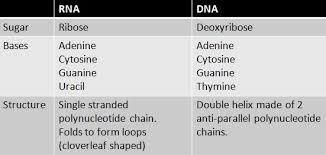 RNA DNA
Sugar Ribose Deoxyribose
Bases Adenine Adenine
Cytosine Cytosine
Guanine Guanine
Uracil Thymine
Structure Single stranded Double helix made of 2
polynucleotide chain. anti-parallel polynucleotide
Folds to form loops chains.
(cloverleaf shaped)